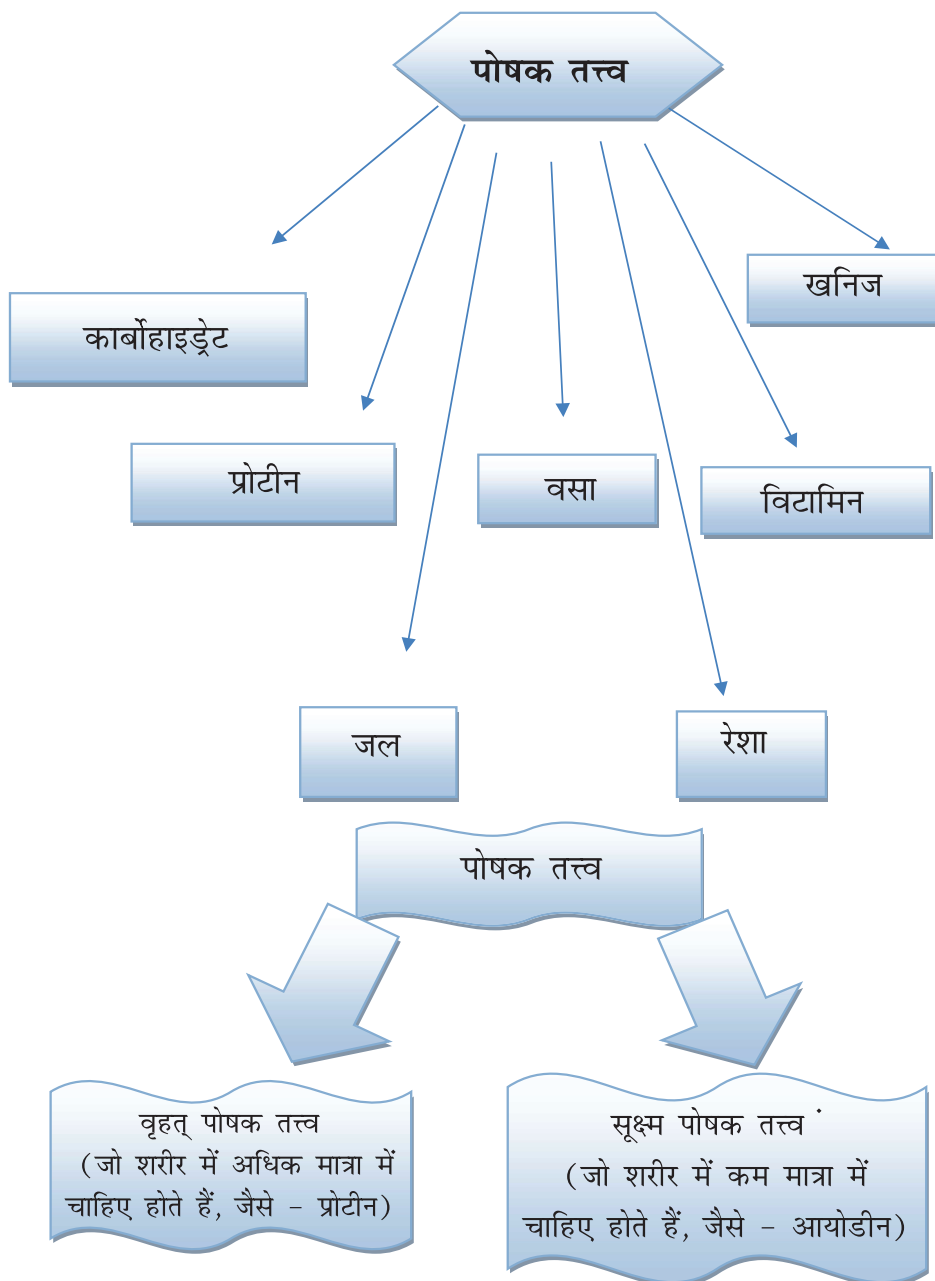 पोषक तत्त्व
खनिज
कार्बोहाइड्रेट
प्रोटीन
वसा
विटामिन
जल
रेशा
पोषक तत्त्व
वृहत् पोषक तत्त्व
(जो शरीर में अधिक मात्रा में
चाहिए होते हैं, जैसे – प्रोटीन)
सूक्ष्म पोषक तत्त्व
(जो शरीर में कम मात्रा में
चाहिए होते हैं, जैसे – आयोडीन)